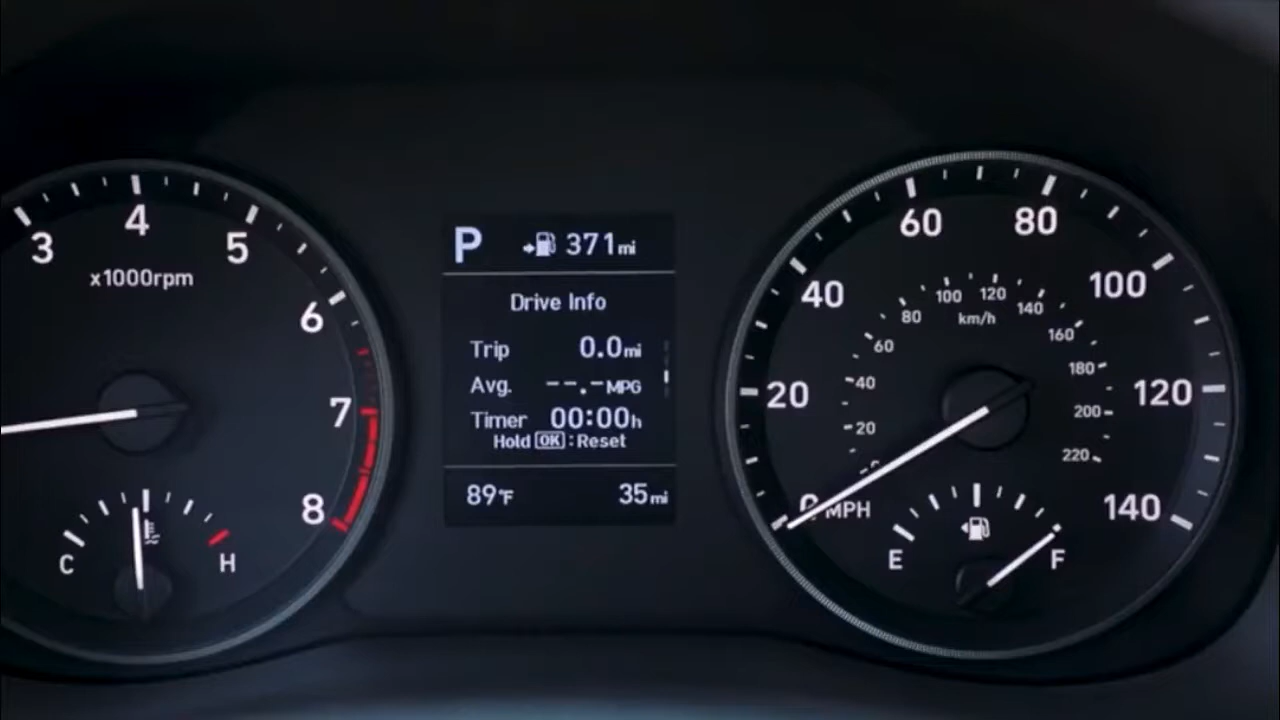 3
4
5
6
7
8
x1000rpm
C
H
P 371mi
Drive Info
Trip 0.0mi
Avg. --.-MPG
Timer 00:00h
Hold OK : Reset
89°F 35mi
0
20
40
60
80
100
120
140
MPH
20
40
60
80
100
120
140
160
180
200
220
km/h
E
F